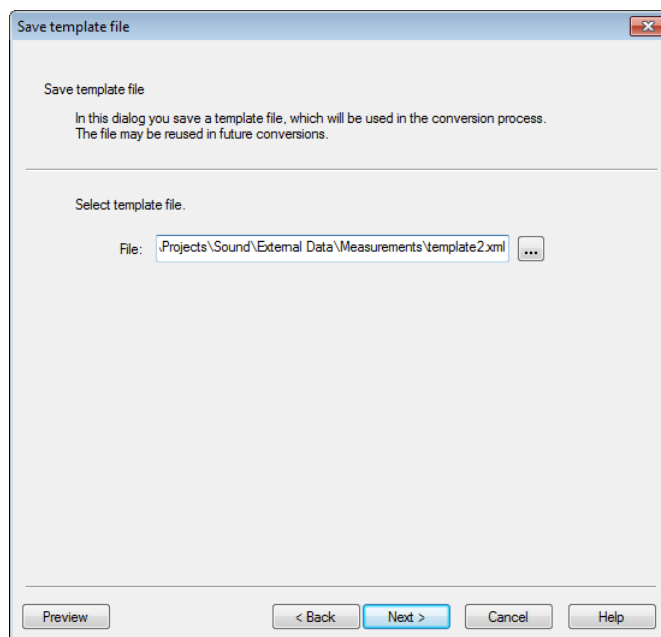 Save template file
Save template file
In this dialog you save a template file, which will be used in the conversion process.
The file may be reused in future conversions.
Select template file.
File: \Projects\Sound\External Data\Measurements\template2.xml ...
Preview < Back Next > Cancel Help